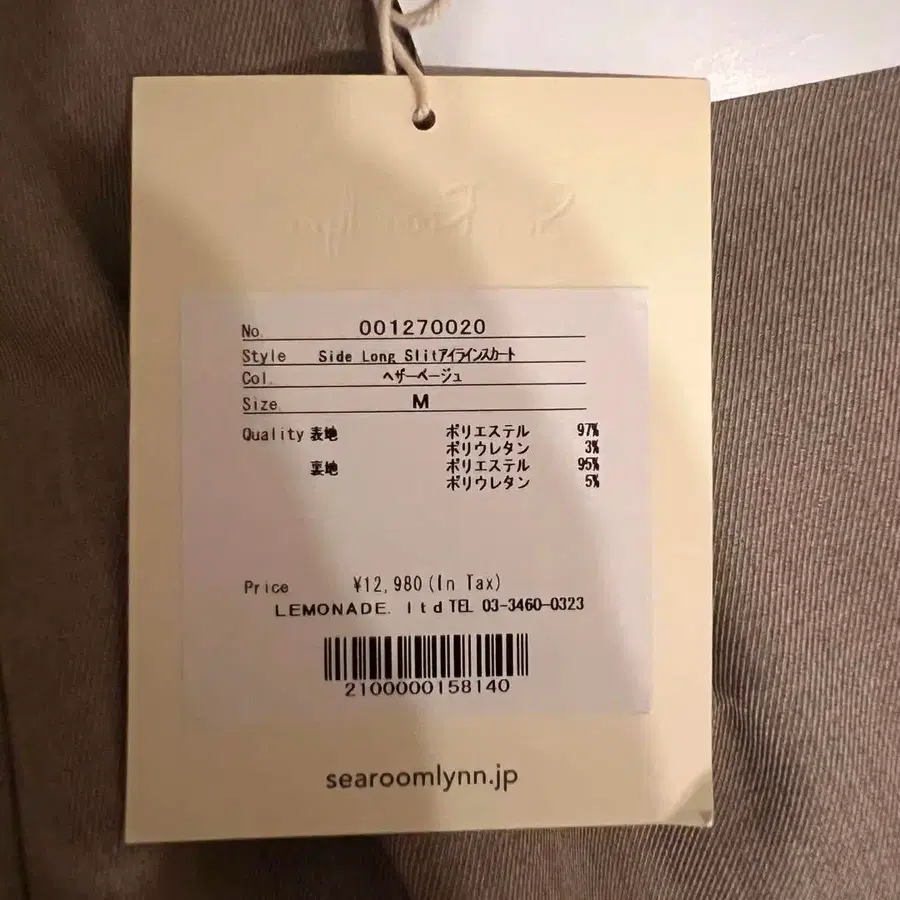 No. 001270020
Style Side Long Slitアイラインスカート
Col. ヘザーベージュ
Size M
Quality 表地 ポリエステル 97%
ポリウレタン 3%
裏地 ポリエステル 95%
ポリウレタン 5%
Price ¥12,980(In Tax)
LEMONADE. ltd TEL 03-3460-0323
2100000158140
searoomlynn.jp